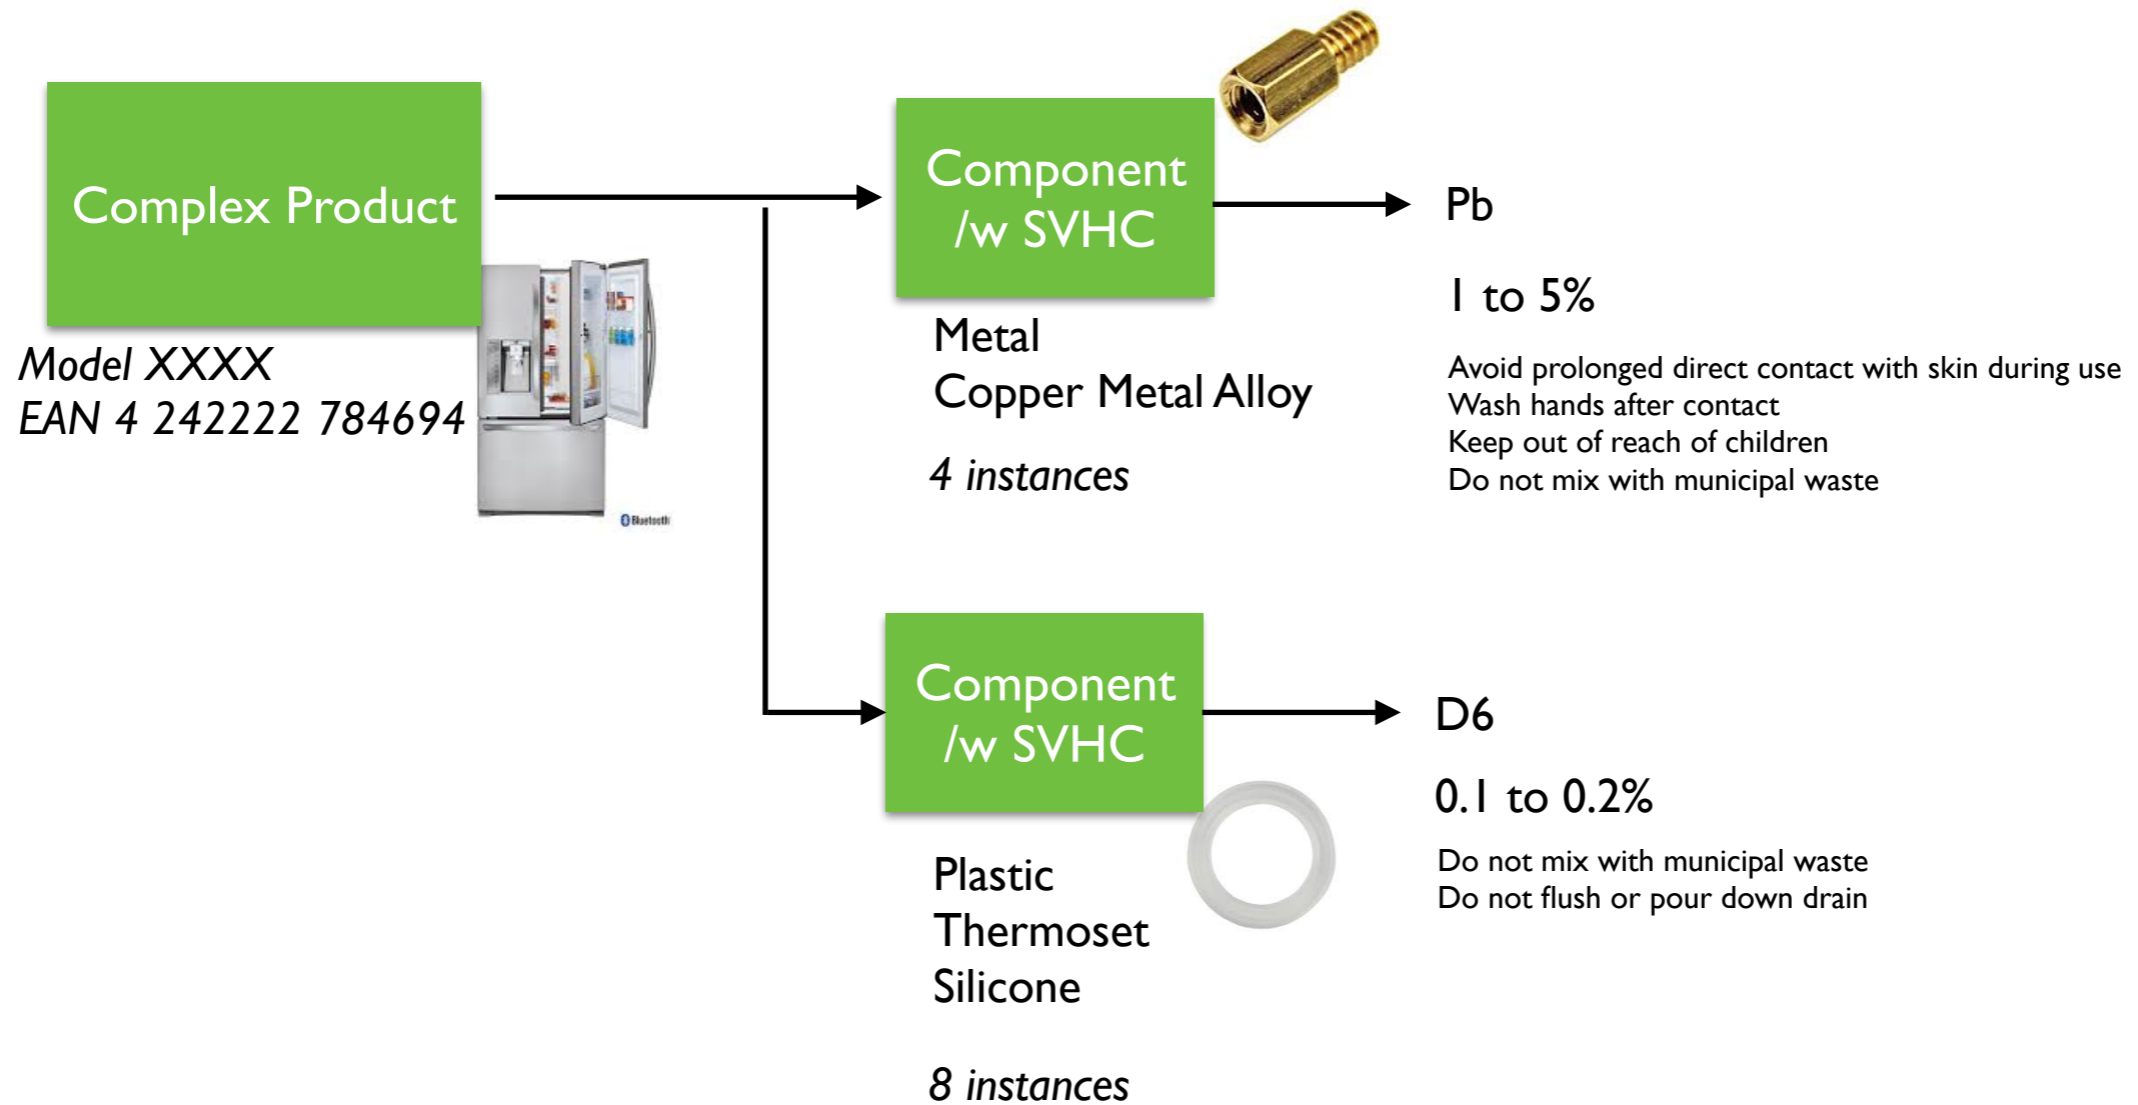 Complex Product
Model XXXX
EAN 4 242222 784694
Bluetooth
Component
/w SVHC
Metal
Copper Metal Alloy
4 instances
Pb
1 to 5%
Avoid prolonged direct contact with skin during use
Wash hands after contact
Keep out of reach of children
Do not mix with municipal waste
Component
/w SVHC
Plastic
Thermoset
Silicone
8 instances
D6
0.1 to 0.2%
Do not mix with municipal waste
Do not flush or pour down drain